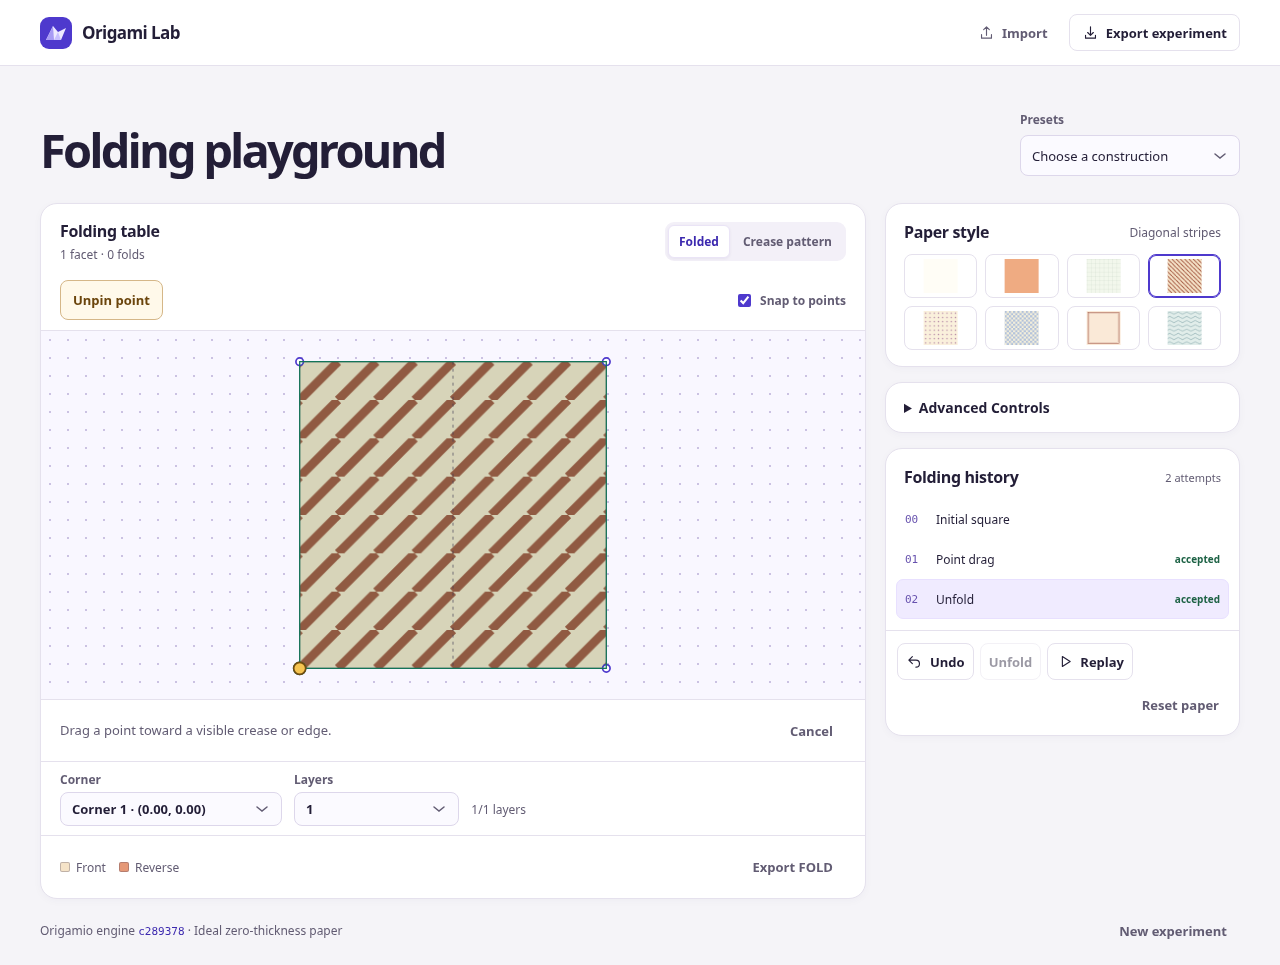 Origami Lab
Import
Export experiment
Folding playground
Presets
Choose a construction
Folding table
1 facet · 0 folds
Folded
Crease pattern
Unpin point
Snap to points
Drag a point toward a visible crease or edge.
Cancel
Corner
Layers
Corner 1 · (0.00, 0.00)
1
1/1 layers
Front
Reverse
Export FOLD
Paper style
Diagonal stripes
Advanced Controls
Folding history
2 attempts
00 Initial square
01 Point drag accepted
02 Unfold accepted
Undo
Unfold
Replay
Reset paper
Origamio engine c289378 · Ideal zero-thickness paper
New experiment